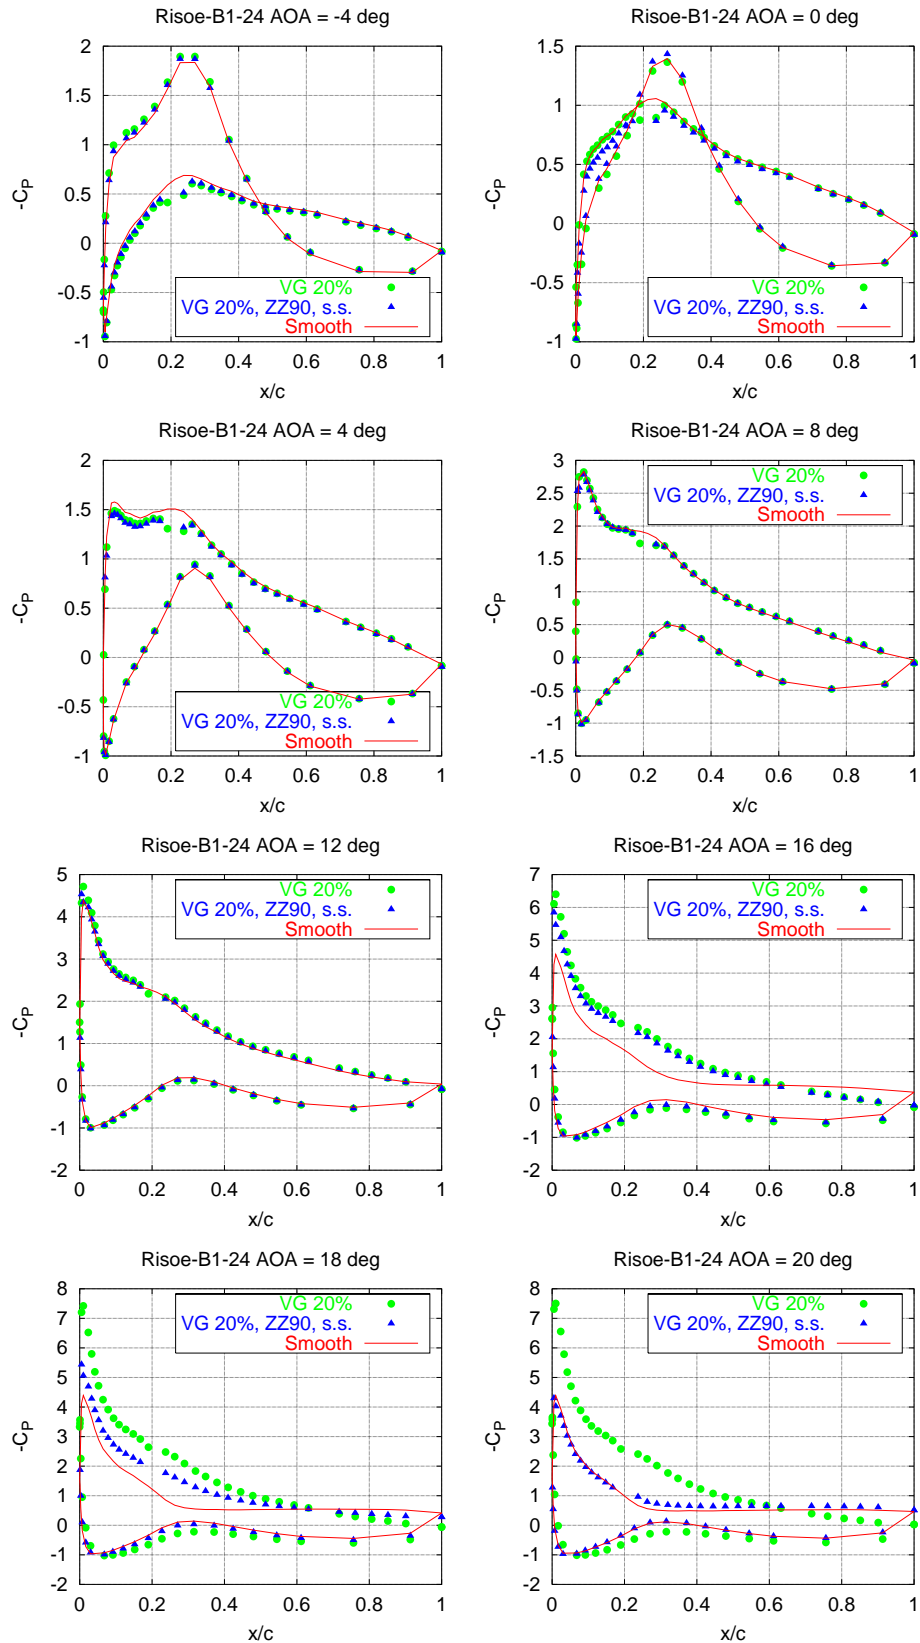 Risoe-B1-24 AOA = -4 deg
2
1.5
1
0.5
0
-0.5
-1
-CP
0 0.2 0.4 0.6 0.8 1
x/c
VG 20%
VG 20%, ZZ90, s.s.
Smooth
Risoe-B1-24 AOA = 0 deg
1.5
1
0.5
0
-0.5
-1
-CP
0 0.2 0.4 0.6 0.8 1
x/c
VG 20%
VG 20%, ZZ90, s.s.
Smooth
Risoe-B1-24 AOA = 4 deg
2
1.5
1
0.5
0
-0.5
-1
-CP
0 0.2 0.4 0.6 0.8 1
x/c
VG 20%
VG 20%, ZZ90, s.s.
Smooth
Risoe-B1-24 AOA = 8 deg
3
2.5
2
1.5
1
0.5
0
-0.5
-1
-1.5
-CP
0 0.2 0.4 0.6 0.8 1
x/c
VG 20%
VG 20%, ZZ90, s.s.
Smooth
Risoe-B1-24 AOA = 12 deg
5
4
3
2
1
0
-1
-2
-CP
0 0.2 0.4 0.6 0.8 1
x/c
VG 20%
VG 20%, ZZ90, s.s.
Smooth
Risoe-B1-24 AOA = 16 deg
7
6
5
4
3
2
1
0
-1
-2
-CP
0 0.2 0.4 0.6 0.8 1
x/c
VG 20%
VG 20%, ZZ90, s.s.
Smooth
Risoe-B1-24 AOA = 18 deg
8
7
6
5
4
3
2
1
0
-1
-2
-CP
0 0.2 0.4 0.6 0.8 1
x/c
VG 20%
VG 20%, ZZ90, s.s.
Smooth
Risoe-B1-24 AOA = 20 deg
8
7
6
5
4
3
2
1
0
-1
-2
-CP
0 0.2 0.4 0.6 0.8 1
x/c
VG 20%
VG 20%, ZZ90, s.s.
Smooth